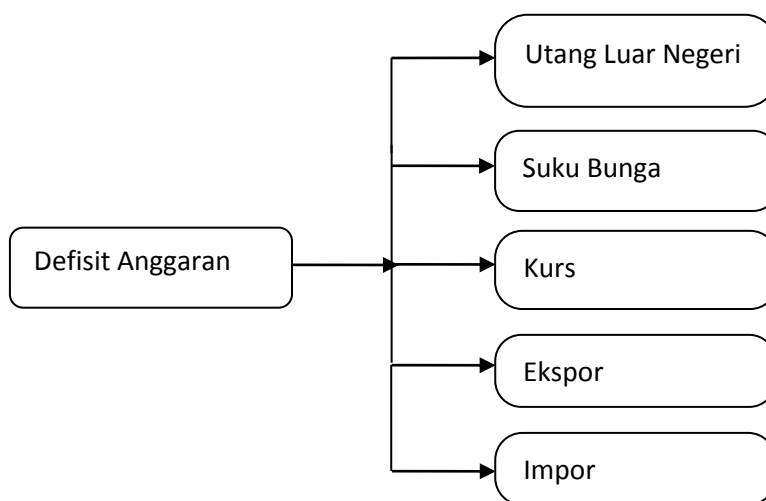 Utang Luar Negeri
Suku Bunga
Defisit Anggaran
Kurs
Ekspor
Impor